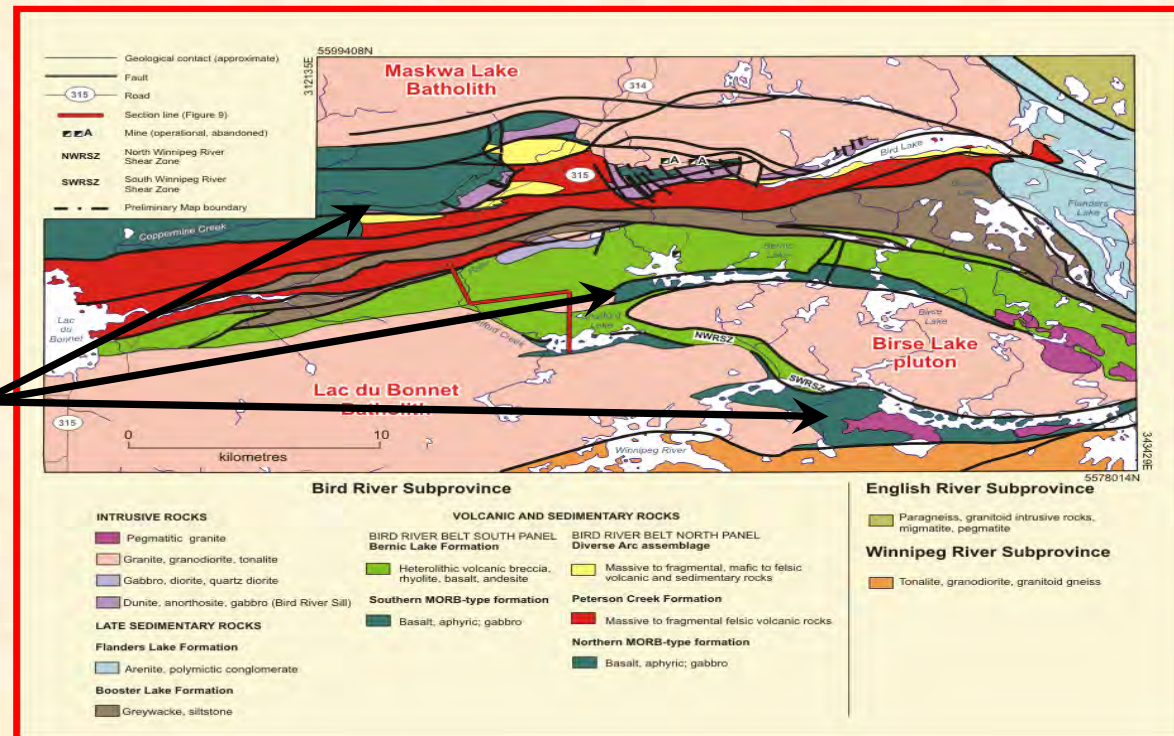 Geological contact (approximate)
Fault
315 Road
Section line (Figure 9)
A Mine (operational, abandoned)
NWRSZ North Winnipeg River
Shear Zone
SWRSZ South Winnipeg River
Shear Zone
Preliminary Map boundary
5599408N
312135E
Maskwa Lake
Batholith
314
315
A A
Bird Lake
Flanders
Lake
Coppermine Creek
Bernic
Lake
Lac
du
Bonnet
Lake
Birse
Lake
Creek
NWRSZ
Birse Lake
pluton
SWRSZ
Lac du Bonnet
Batholith
315
0 10
kilometres
Winnipeg River
343429E
5578014N
Bird River Subprovince
INTRUSIVE ROCKS
Pegmatitic granite
Granite, granodiorite, tonalite
Gabbro, diorite, quartz diorite
Dunite, anorthosite, gabbro (Bird River Sill)
LATE SEDIMENTARY ROCKS
Flanders Lake Formation
Arenite, polymictic conglomerate
Booster Lake Formation
Greywacke, siltstone
VOLCANIC AND SEDIMENTARY ROCKS
BIRD RIVER BELT SOUTH PANEL
Bernic Lake Formation
Heterolithic volcanic breccia,
rhyolite, basalt, andesite
Southern MORB-type formation
Basalt, aphyric; gabbro
BIRD RIVER BELT NORTH PANEL
Diverse Arc assemblage
Massive to fragmental, mafic to felsic
volcanic and sedimentary rocks
Peterson Creek Formation
Massive to fragmental felsic volcanic rocks
Northern MORB-type formation
Basalt, aphyric; gabbro
English River Subprovince
Paragneiss, granitoid intrusive rocks,
migmatite, pegmatite
Winnipeg River Subprovince
Tonalite, granodiorite, granitoid gneiss